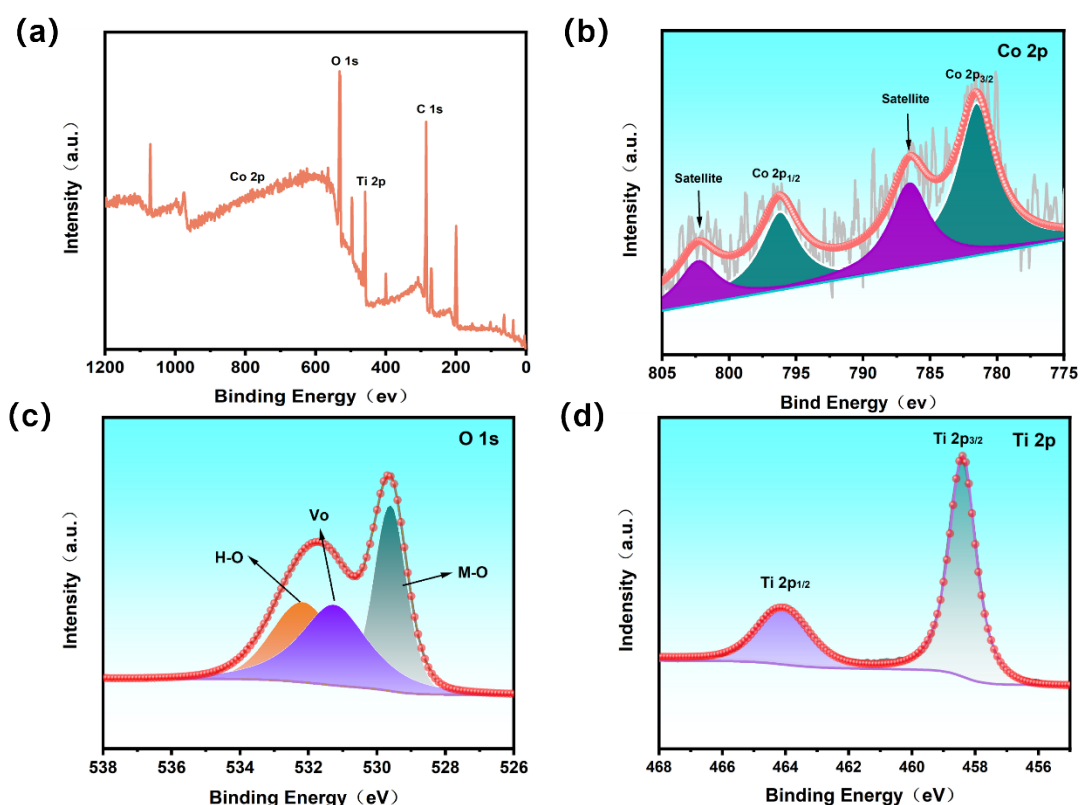 (a)
O 1s
C 1s
Ti 2p
Co 2p
Intensity (a.u.)
1200 1000 800 600 400 200 0
Binding Energy（ev）
(b)
Co 2p
Co 2p3/2
Satellite
Co 2p1/2
Satellite
Intensity（a.u.）
805 800 795 790 785 780 775
Bind Energy（ev）
(c)
O 1s
Vo
H-O
M-O
Intensity（a.u.）
538 536 534 532 530 528 526
Binding Energy（eV）
(d)
Ti 2p3/2
Ti 2p
Ti 2p1/2
Indensity（a.u.）
468 466 464 462 460 458 456
Binding Energy（eV）